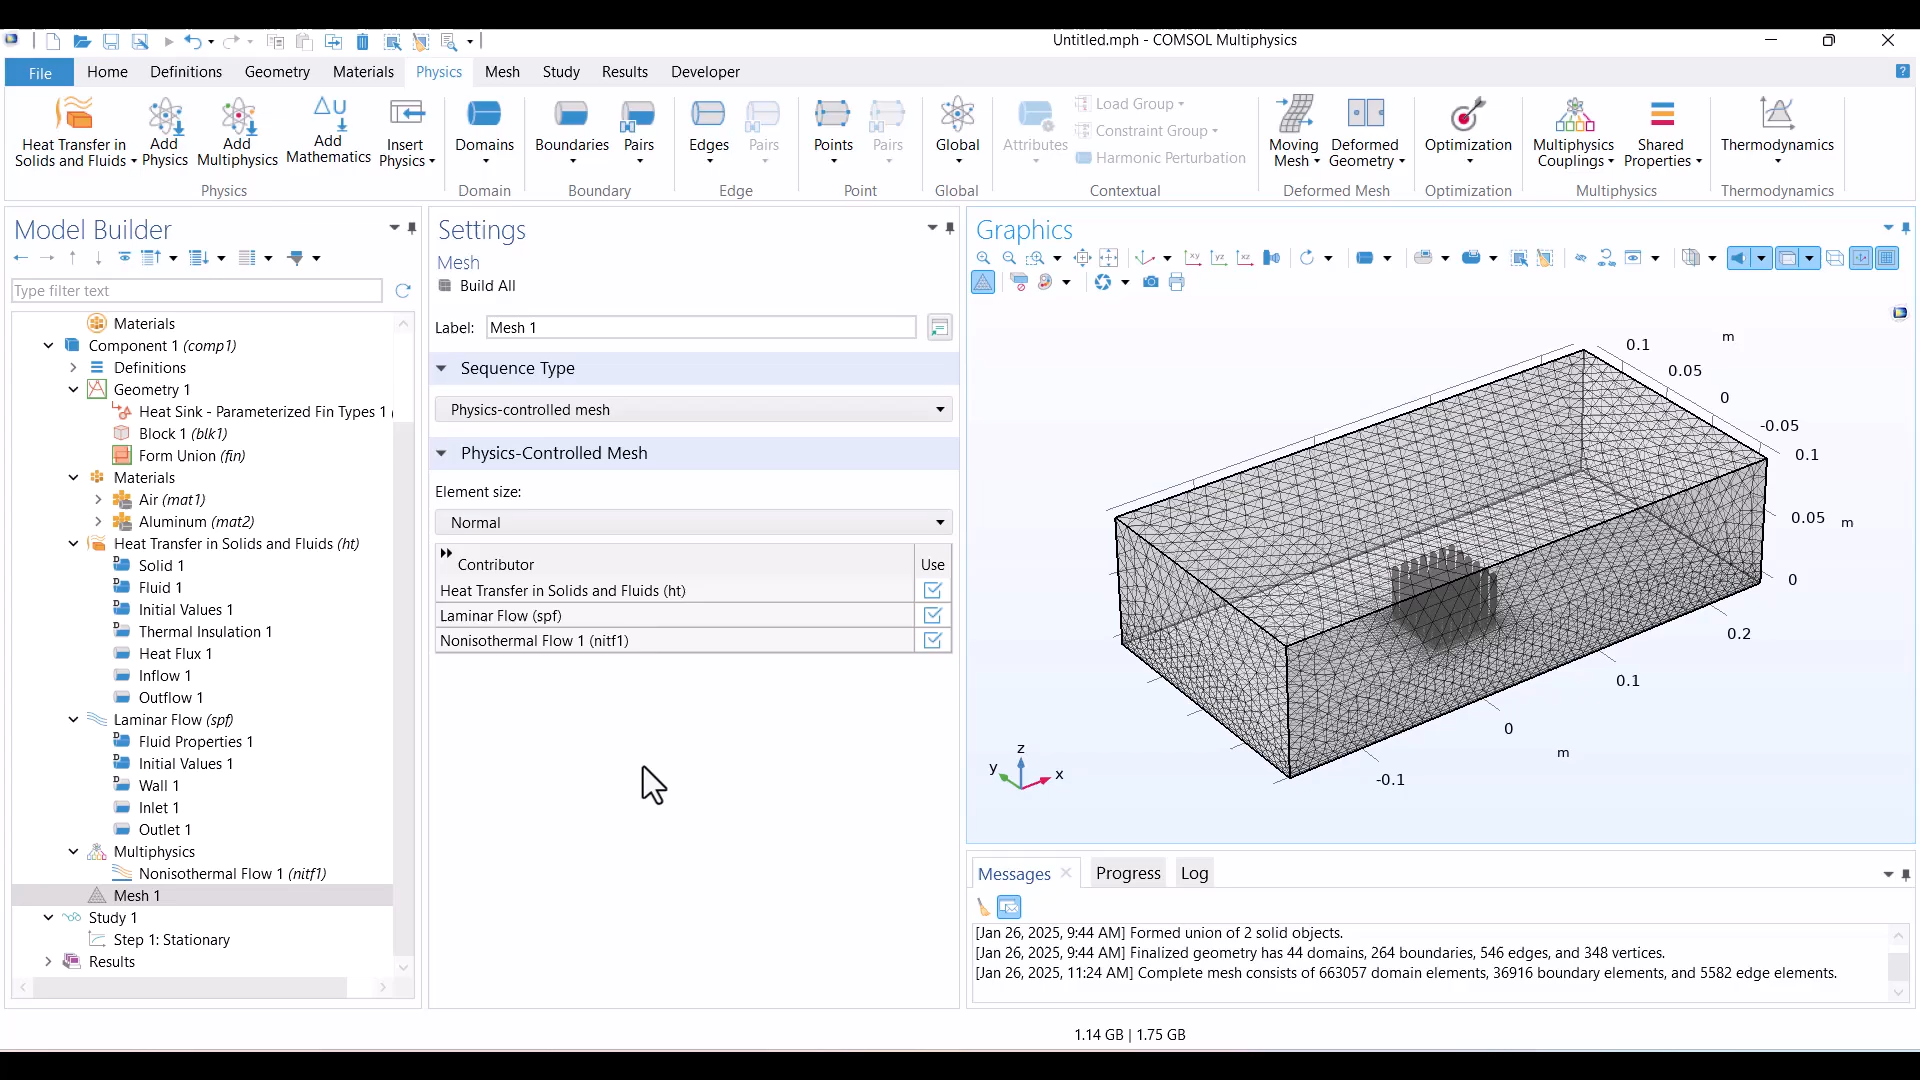 Untitled.mph - COMSOL Multiphysics
File Home Definitions Geometry Materials Physics Mesh Study Results Developer
Heat Transfer in Solids and Fluids
Add Physics
Add Multiphysics
Add Mathematics
Insert Physics
Physics
Domains
Domain
Boundaries
Pairs
Boundary
Edges
Pairs
Edge
Points
Pairs
Point
Global
Global
Attributes
Load Group
Constraint Group
Harmonic Perturbation
Contextual
Moving Mesh
Deformed Geometry
Deformed Mesh
Optimization
Optimization
Multiphysics Couplings
Shared Properties
Multiphysics
Thermodynamics
Thermodynamics
Model Builder
Type filter text
Materials
Component 1 (comp1)
Definitions
Geometry 1
Heat Sink - Parameterized Fin Types 1 (
Block 1 (blk1)
Form Union (fin)
Materials
Air (mat1)
Aluminum (mat2)
Heat Transfer in Solids and Fluids (ht)
Solid 1
Fluid 1
Initial Values 1
Thermal Insulation 1
Heat Flux 1
Inflow 1
Outflow 1
Laminar Flow (spf)
Fluid Properties 1
Initial Values 1
Wall 1
Inlet 1
Outlet 1
Multiphysics
Nonisothermal Flow 1 (nitf1)
Mesh 1
Study 1
Step 1: Stationary
Results
Settings
Mesh
Build All
Label: Mesh 1
Sequence Type
Physics-controlled mesh
Physics-Controlled Mesh
Element size:
Normal
Contributor Use
Heat Transfer in Solids and Fluids (ht)
Laminar Flow (spf)
Nonisothermal Flow 1 (nitf1)
Graphics
xy yz xz
m
0.1
0.05
0
-0.05
0.1
0.05 m
0
0.2
0.1
0
m
-0.1
z
y x
Messages Progress Log
[Jan 26, 2025, 9:44 AM] Formed union of 2 solid objects.
[Jan 26, 2025, 9:44 AM] Finalized geometry has 44 domains, 264 boundaries, 546 edges, and 348 vertices.
[Jan 26, 2025, 11:24 AM] Complete mesh consists of 663057 domain elements, 36916 boundary elements, and 5582 edge elements.
1.14 GB | 1.75 GB